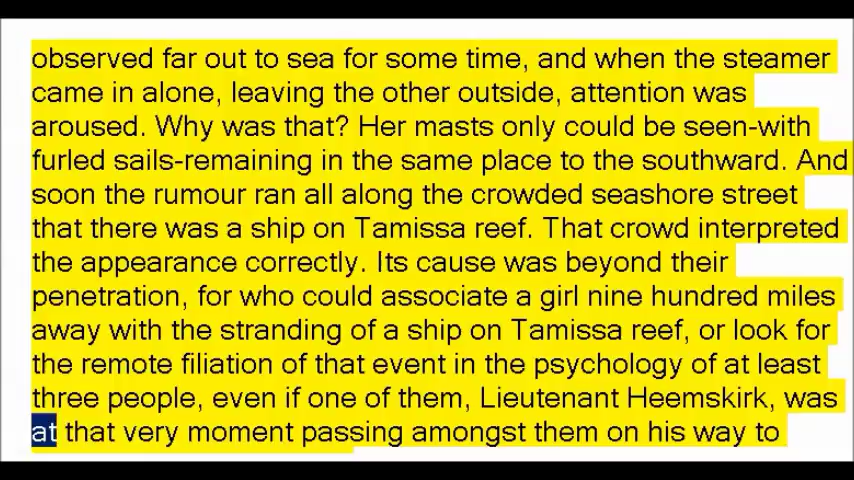 observed far out to sea for some time, and when the steamer
came in alone, leaving the other outside, attention was
aroused. Why was that? Her masts only could be seen-with
furled sails-remaining in the same place to the southward. And
soon the rumour ran all along the crowded seashore street
that there was a ship on Tamissa reef. That crowd interpreted
the appearance correctly. Its cause was beyond their
penetration, for who could associate a girl nine hundred miles
away with the stranding of a ship on Tamissa reef, or look for
the remote filiation of that event in the psychology of at least
three people, even if one of them, Lieutenant Heemskirk, was
at that very moment passing amongst them on his way to